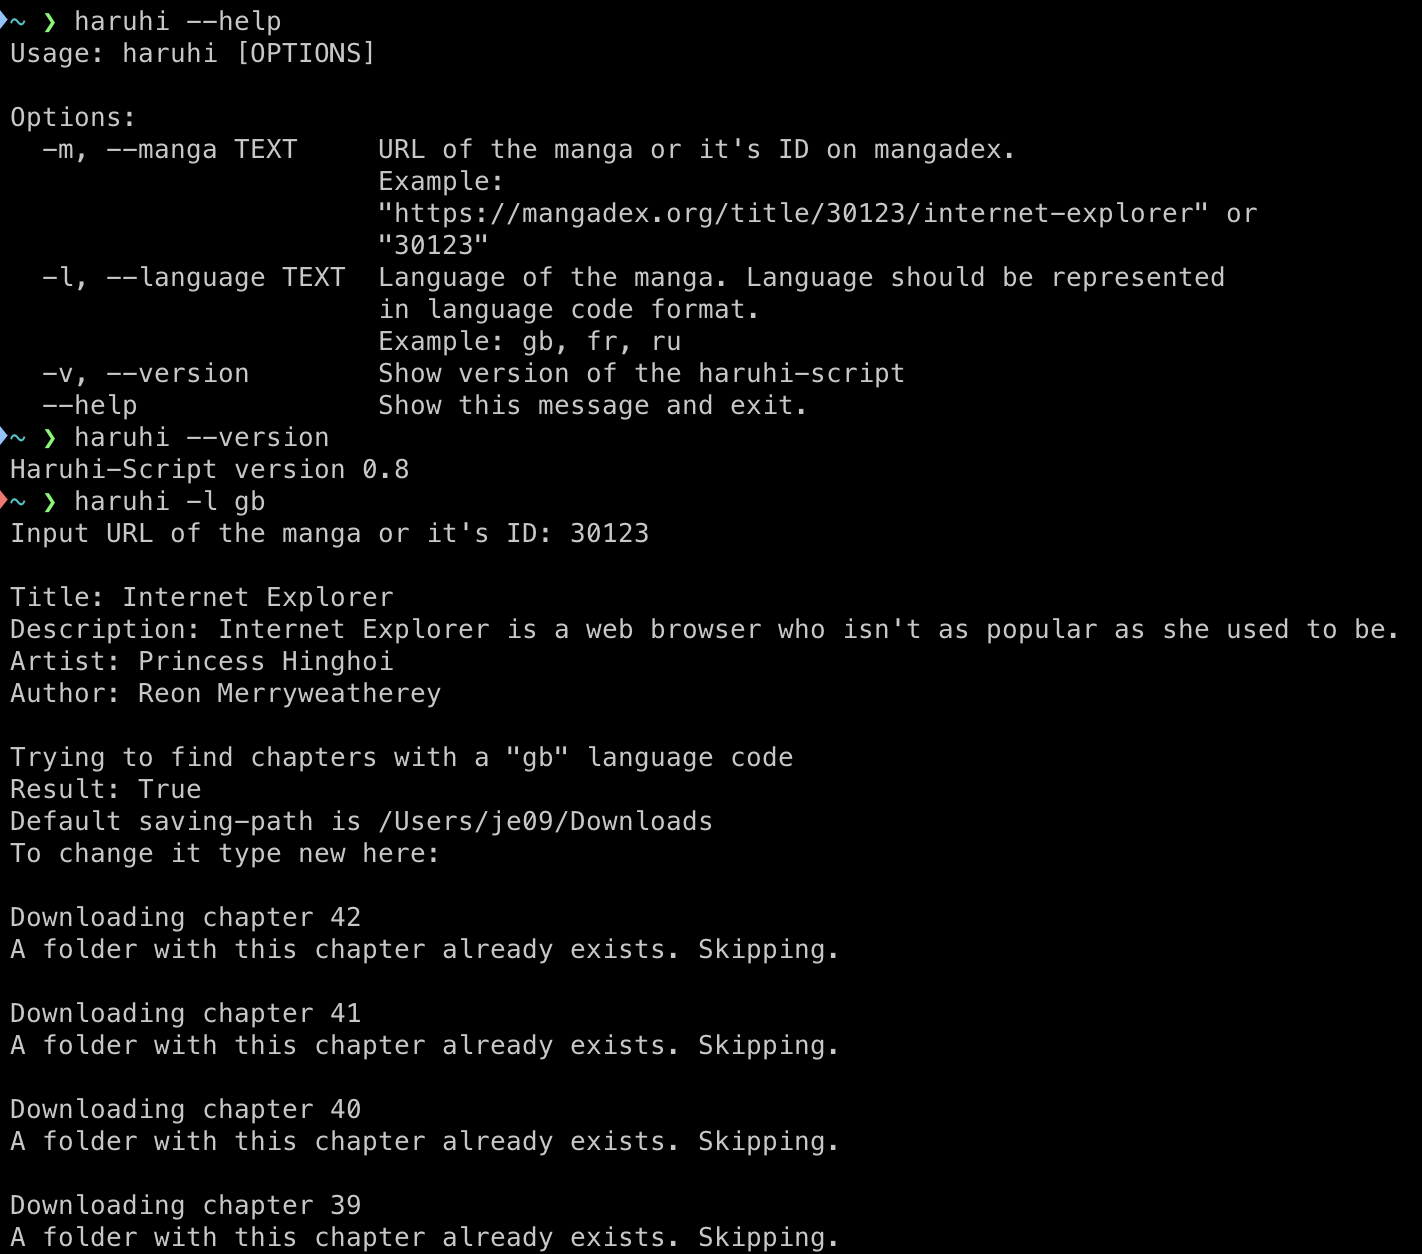 ~ ❯ haruhi --help
Usage: haruhi [OPTIONS]
Options:
-m, --manga TEXT URL of the manga or it's ID on mangadex.
Example:
"https://mangadex.org/title/30123/internet-explorer" or
"30123"
-l, --language TEXT Language of the manga. Language should be represented
in language code format.
Example: gb, fr, ru
-v, --version Show version of the haruhi-script
--help Show this message and exit.
~ ❯ haruhi --version
Haruhi-Script version 0.8
~ ❯ haruhi -l gb
Input URL of the manga or it's ID: 30123
Title: Internet Explorer
Description: Internet Explorer is a web browser who isn't as popular as she used to be.
Artist: Princess Hinghoi
Author: Reon Merryweatherey
Trying to find chapters with a "gb" language code
Result: True
Default saving-path is /Users/je09/Downloads
To change it type new here:
Downloading chapter 42
A folder with this chapter already exists. Skipping.
Downloading chapter 41
A folder with this chapter already exists. Skipping.
Downloading chapter 40
A folder with this chapter already exists. Skipping.
Downloading chapter 39
A folder with this chapter already exists. Skipping.